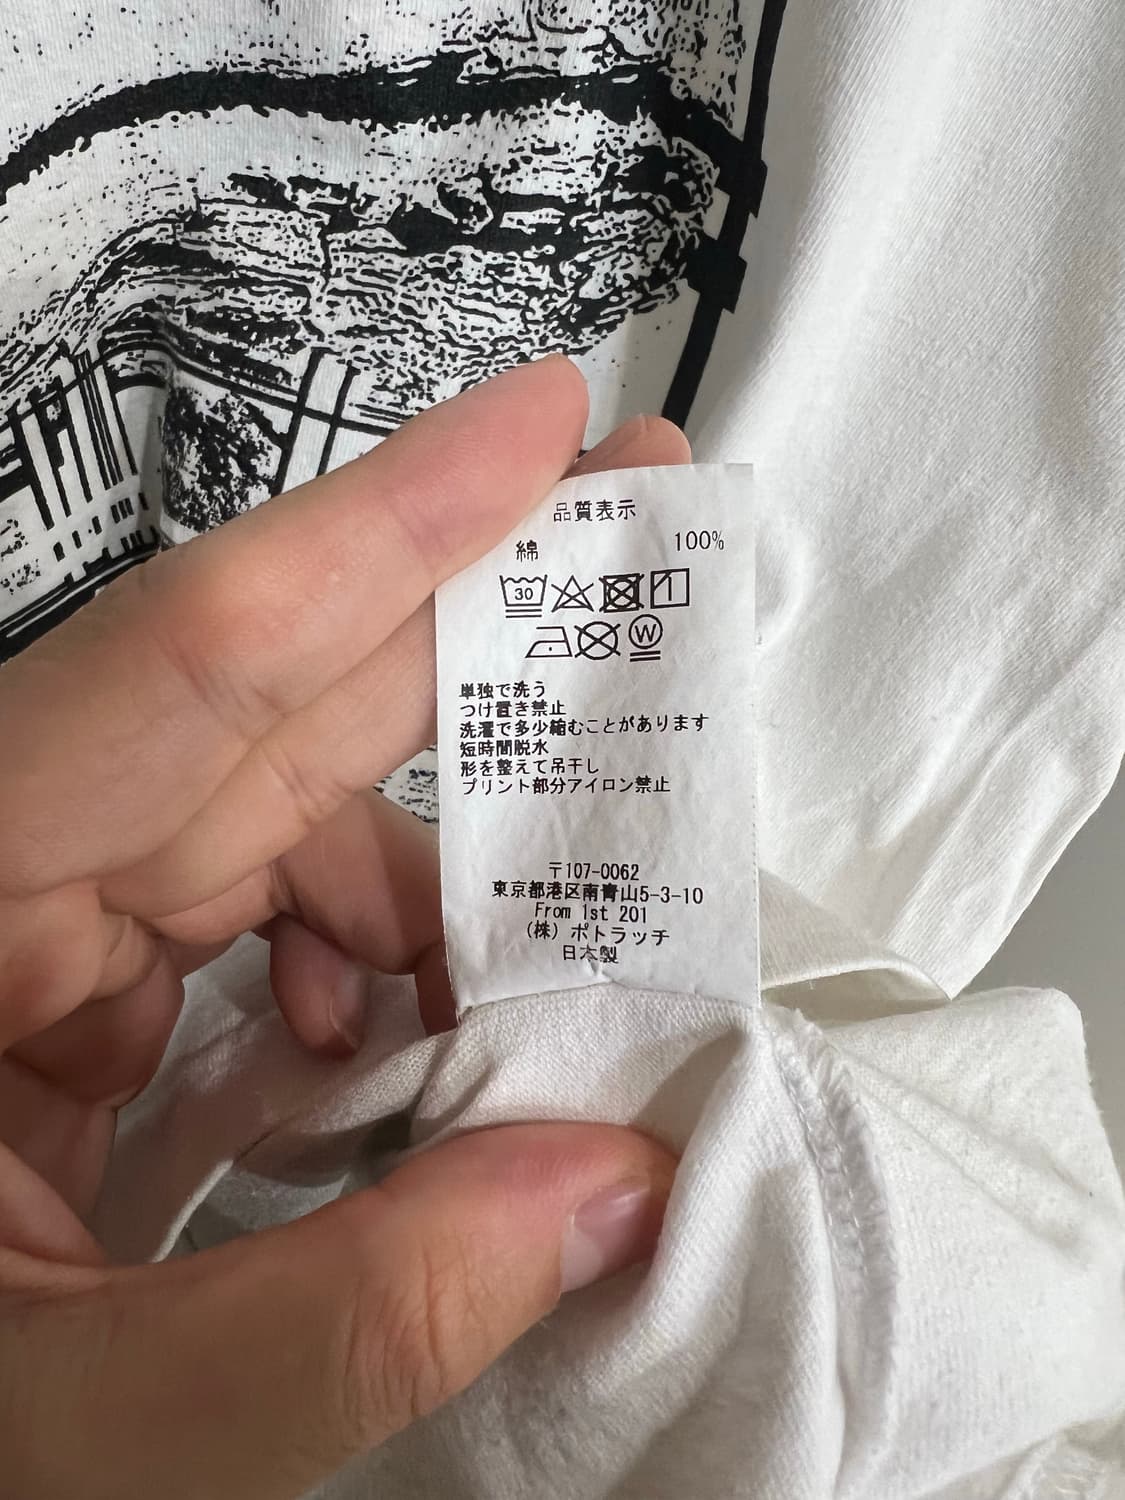 品質表示
綿 100%
30
W
単独で洗う
つけ置き禁止
洗濯で多少縮むことがあります
短時間脱水
形を整えて吊干し
プリント部分アイロン禁止
〒107-0062
東京都港区南青山5-3-10
From 1st 201
(株) ポトラッチ
日本製